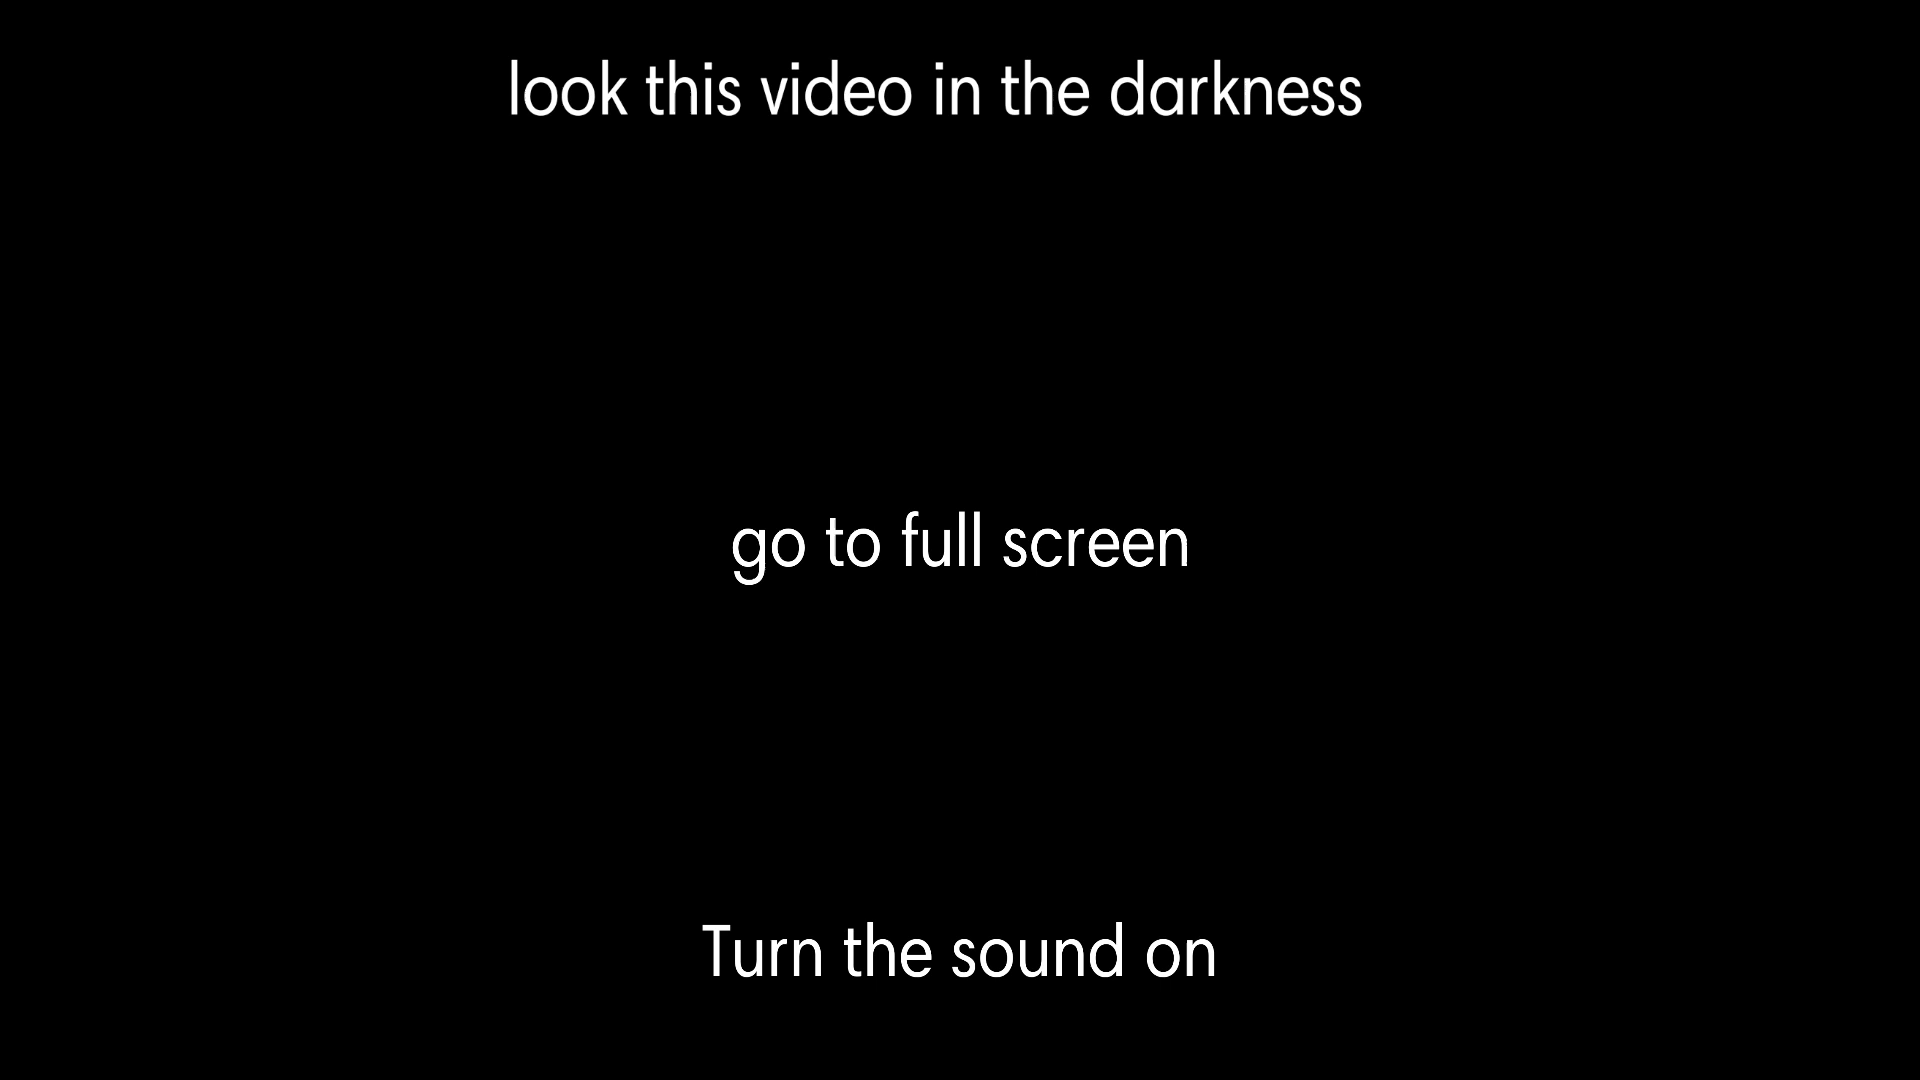 look this video in the darkness
go to full screen
Turn the sound on